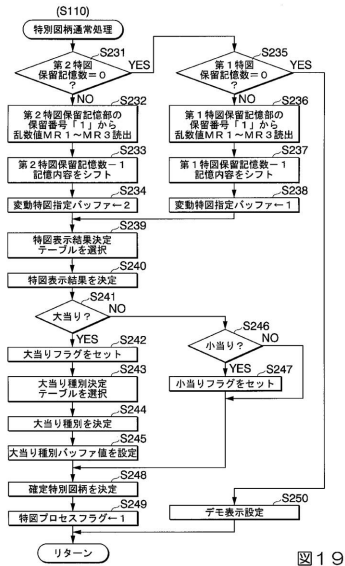 (S110)
特別図柄通常処理
S231
第2特図
保留記憶数=0
?
YES
NO
S235
第1特図
保留記憶数=0
?
YES
NO
S232
第2特図保留記憶部の
保留番号「1」から
乱数値MR1~MR3読出
S236
第1特図保留記憶部の
保留番号「1」から
乱数値MR1~MR3読出
S233
第2特図保留記憶数-1
記憶内容をシフト
S237
第1特図保留記憶数-1
記憶内容をシフト
S234
変動特図指定バッファ←2
S238
変動特図指定バッファ←1
S239
特図表示結果決定
テーブルを選択
S240
特図表示結果を決定
S241
大当り?
NO
YES
S246
小当り?
NO
YES
S242
大当りフラグをセット
S247
小当りフラグをセット
S243
大当り種別決定
テーブルを選択
S244
大当り種別を決定
S245
大当り種別バッファ値を設定
S248
確定特別図柄を決定
S249
特図プロセスフラグ←1
S250
デモ表示設定
リターン
図19